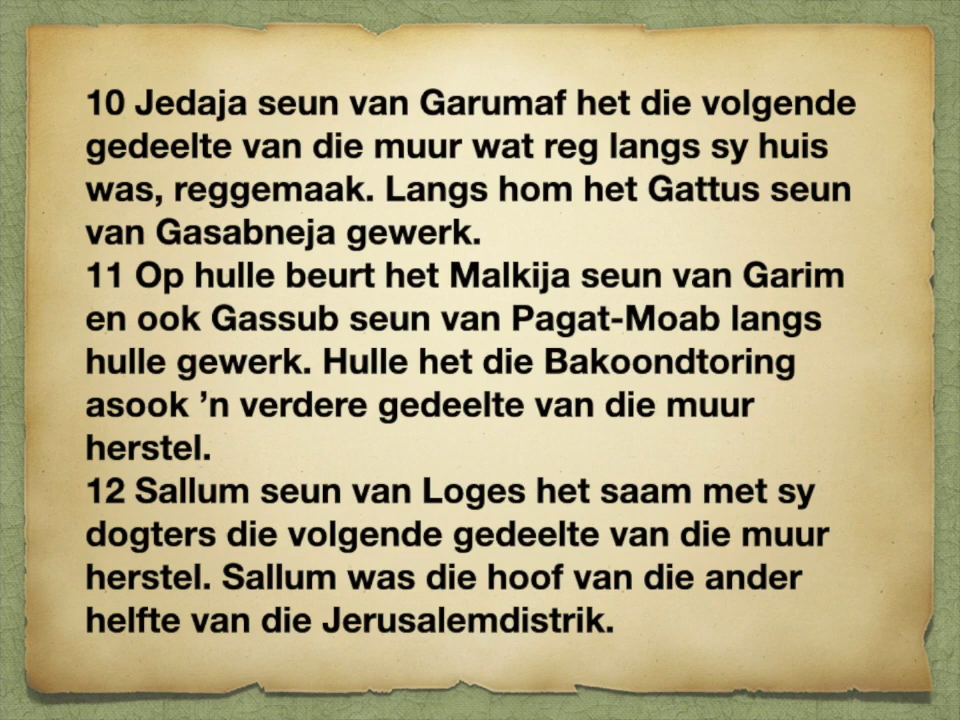 10 Jedaja seun van Garumaf het die volgende
gedeelte van die muur wat reg langs sy huis
was, reggemaak. Langs hom het Gattus seun
van Gasabneja gewerk.
11 Op hulle beurt het Malkija seun van Garim
en ook Gassub seun van Pagat-Moab langs
hulle gewerk. Hulle het die Bakoondtoring
asook ’n verdere gedeelte van die muur
herstel.
12 Sallum seun van Loges het saam met sy
dogters die volgende gedeelte van die muur
herstel. Sallum was die hoof van die ander
helfte van die Jerusalemdistrik.